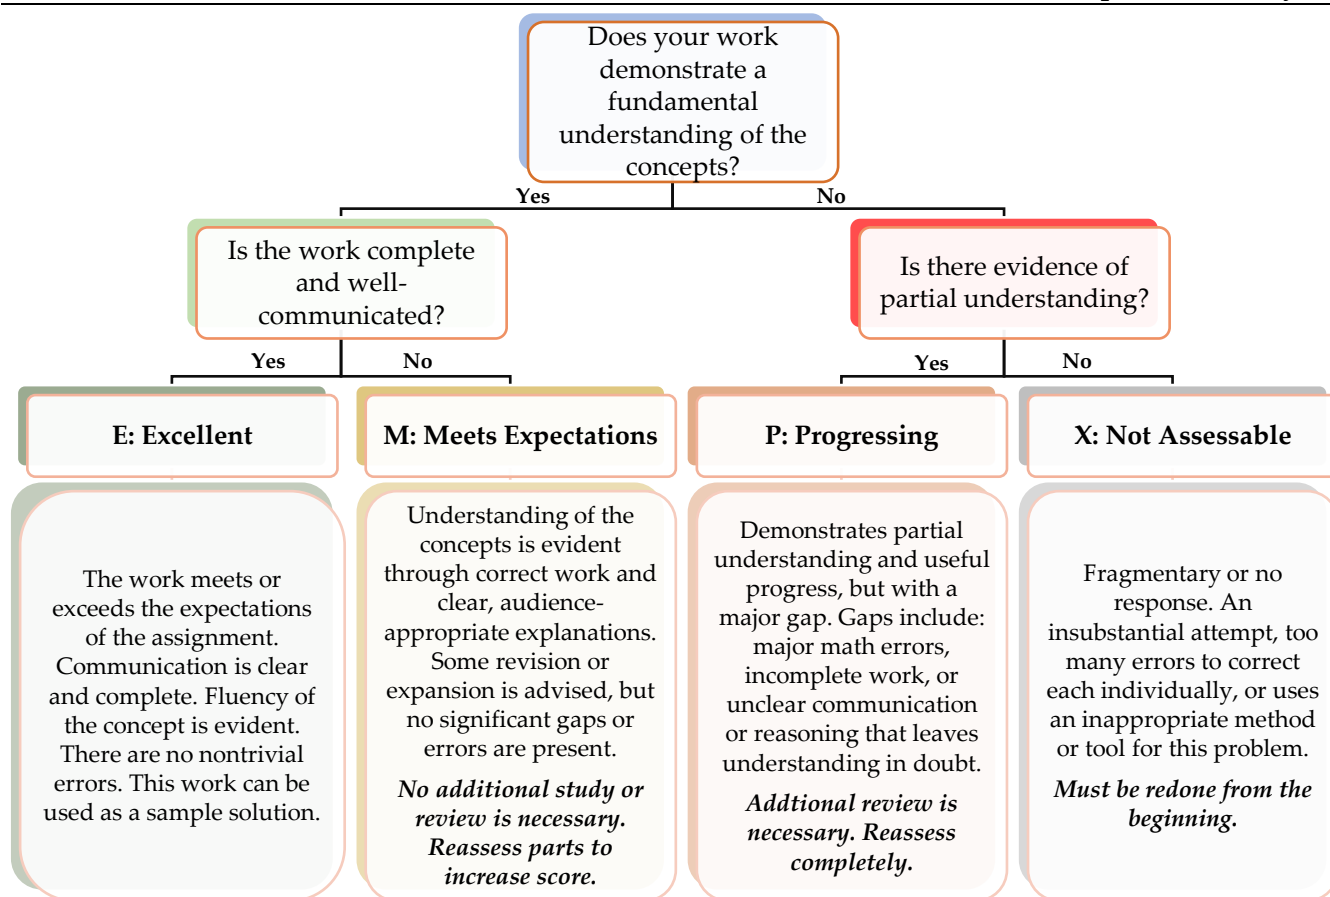 Does your work
demonstrate a
fundamental
understanding of the
concepts?
Yes
No
Is the work complete
and well-
communicated?
Is there evidence of
partial understanding?
Yes
No
Yes
No
E: Excellent
M: Meets Expectations
P: Progressing
X: Not Assessable
The work meets or
exceeds the expectations
of the assignment.
Communication is clear
and complete. Fluency of
the concept is evident.
There are no nontrivial
errors. This work can be
used as a sample solution.
Understanding of the
concepts is evident
through correct work and
clear, audience-
appropriate explanations.
Some revision or
expansion is advised, but
no significant gaps or
errors are present.
No additional study or
review is necessary.
Reassess parts to
increase score.
Demonstrates partial
understanding and useful
progress, but with a
major gap. Gaps include:
major math errors,
incomplete work, or
unclear communication
or reasoning that leaves
understanding in doubt.
Addtional review is
necessary. Reassess
completely.
Fragmentary or no
response. An
insubstantial attempt, too
many errors to correct
each individually, or uses
an inappropriate method
or tool for this problem.
Must be redone from the
beginning.